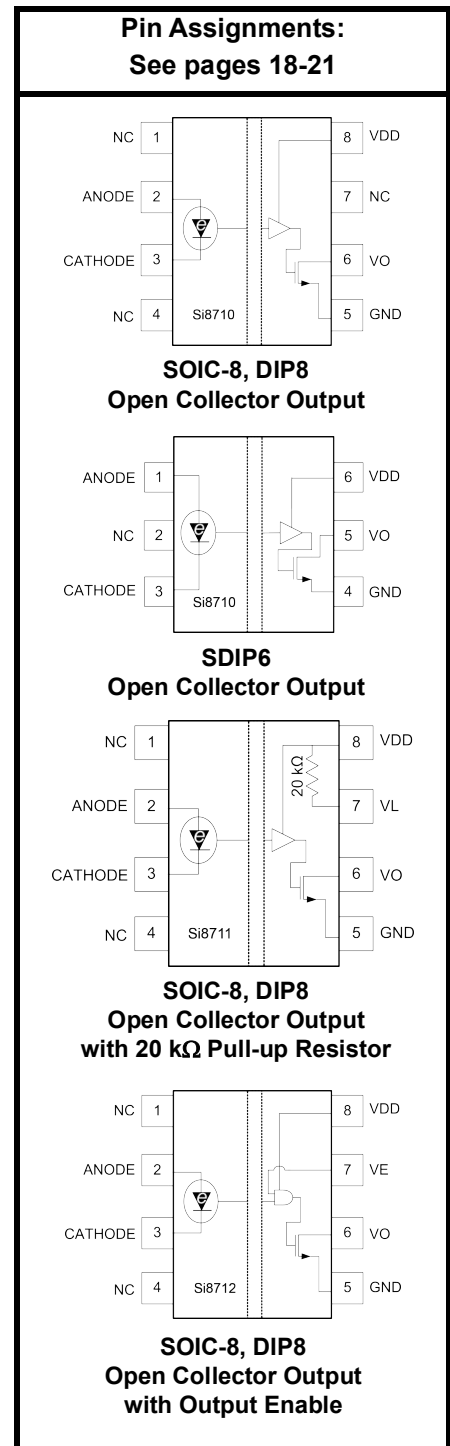 Pin Assignments:
See pages 18-21
NC 1 8 VDD
ANODE 2 7 NC
CATHODE 3 6 VO
NC 4 Si8710 5 GND
e
SOIC-8, DIP8
Open Collector Output
ANODE 1 6 VDD
NC 2 e 5 VO
CATHODE 3 Si8710 4 GND
SDIP6
Open Collector Output
NC 1 8 VDD
20 kΩ
ANODE 2 7 VL
e
CATHODE 3 6 VO
NC 4 Si8711 5 GND
SOIC-8, DIP8
Open Collector Output
with 20 kΩ Pull-up Resistor
NC 1 8 VDD
ANODE 2 7 VE
e
CATHODE 3 6 VO
NC 4 Si8712 5 GND
SOIC-8, DIP8
Open Collector Output
with Output Enable